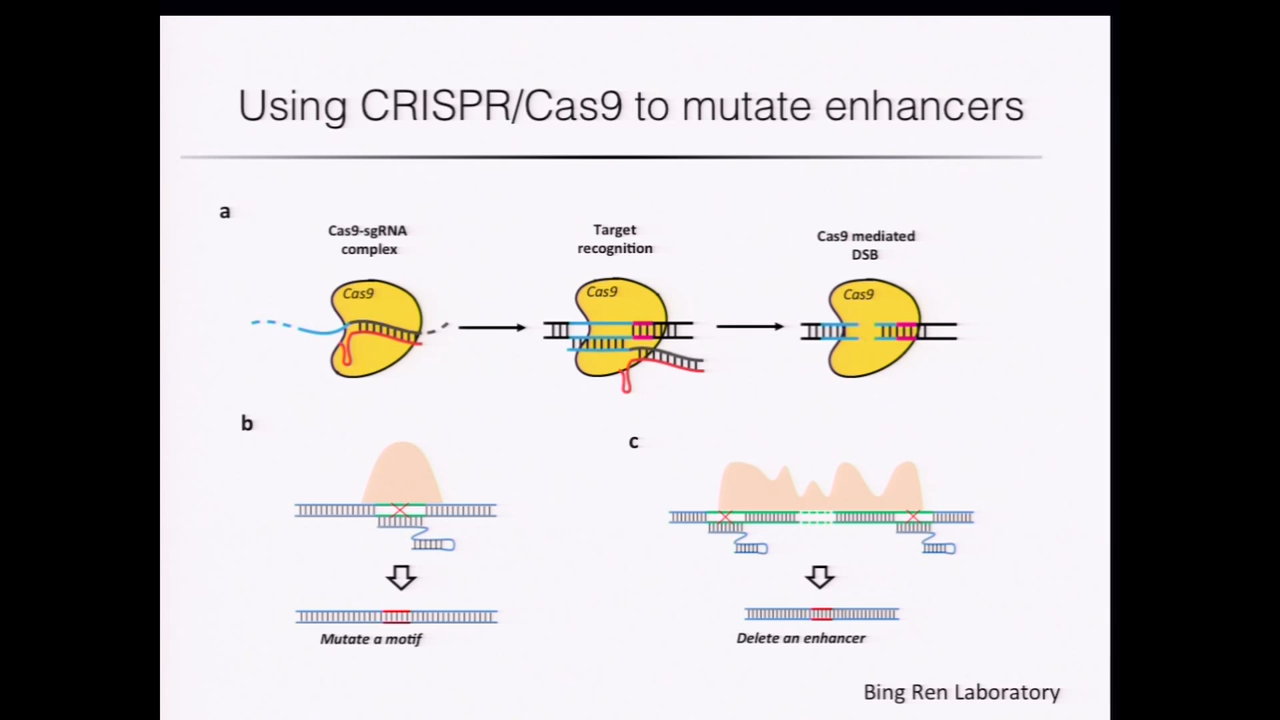 Using CRISPR/Cas9 to mutate enhancers
a
Cas9-sgRNA
complex
Target
recognition
Cas9 mediated
DSB
Cas9
Cas9
Cas9
b
c
Mutate a motif
Delete an enhancer
Bing Ren Laboratory